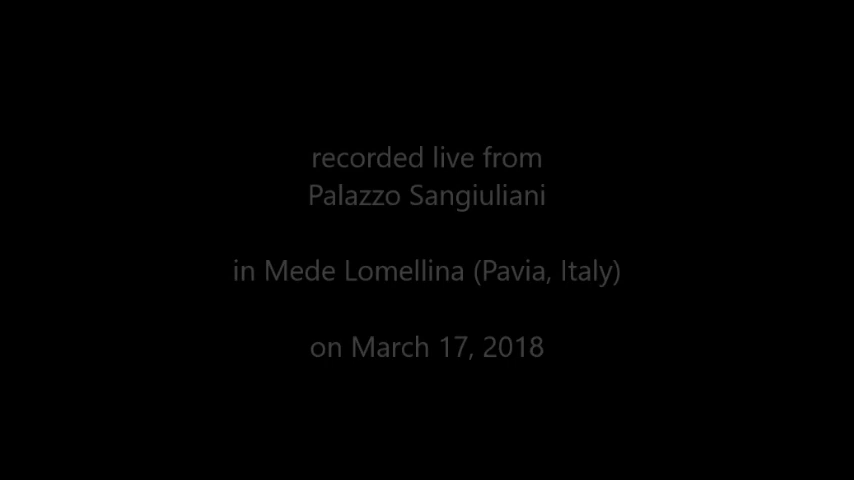 recorded live from
Palazzo Sangiuliani
in Mede Lomellina (Pavia, Italy)
on March 17, 2018